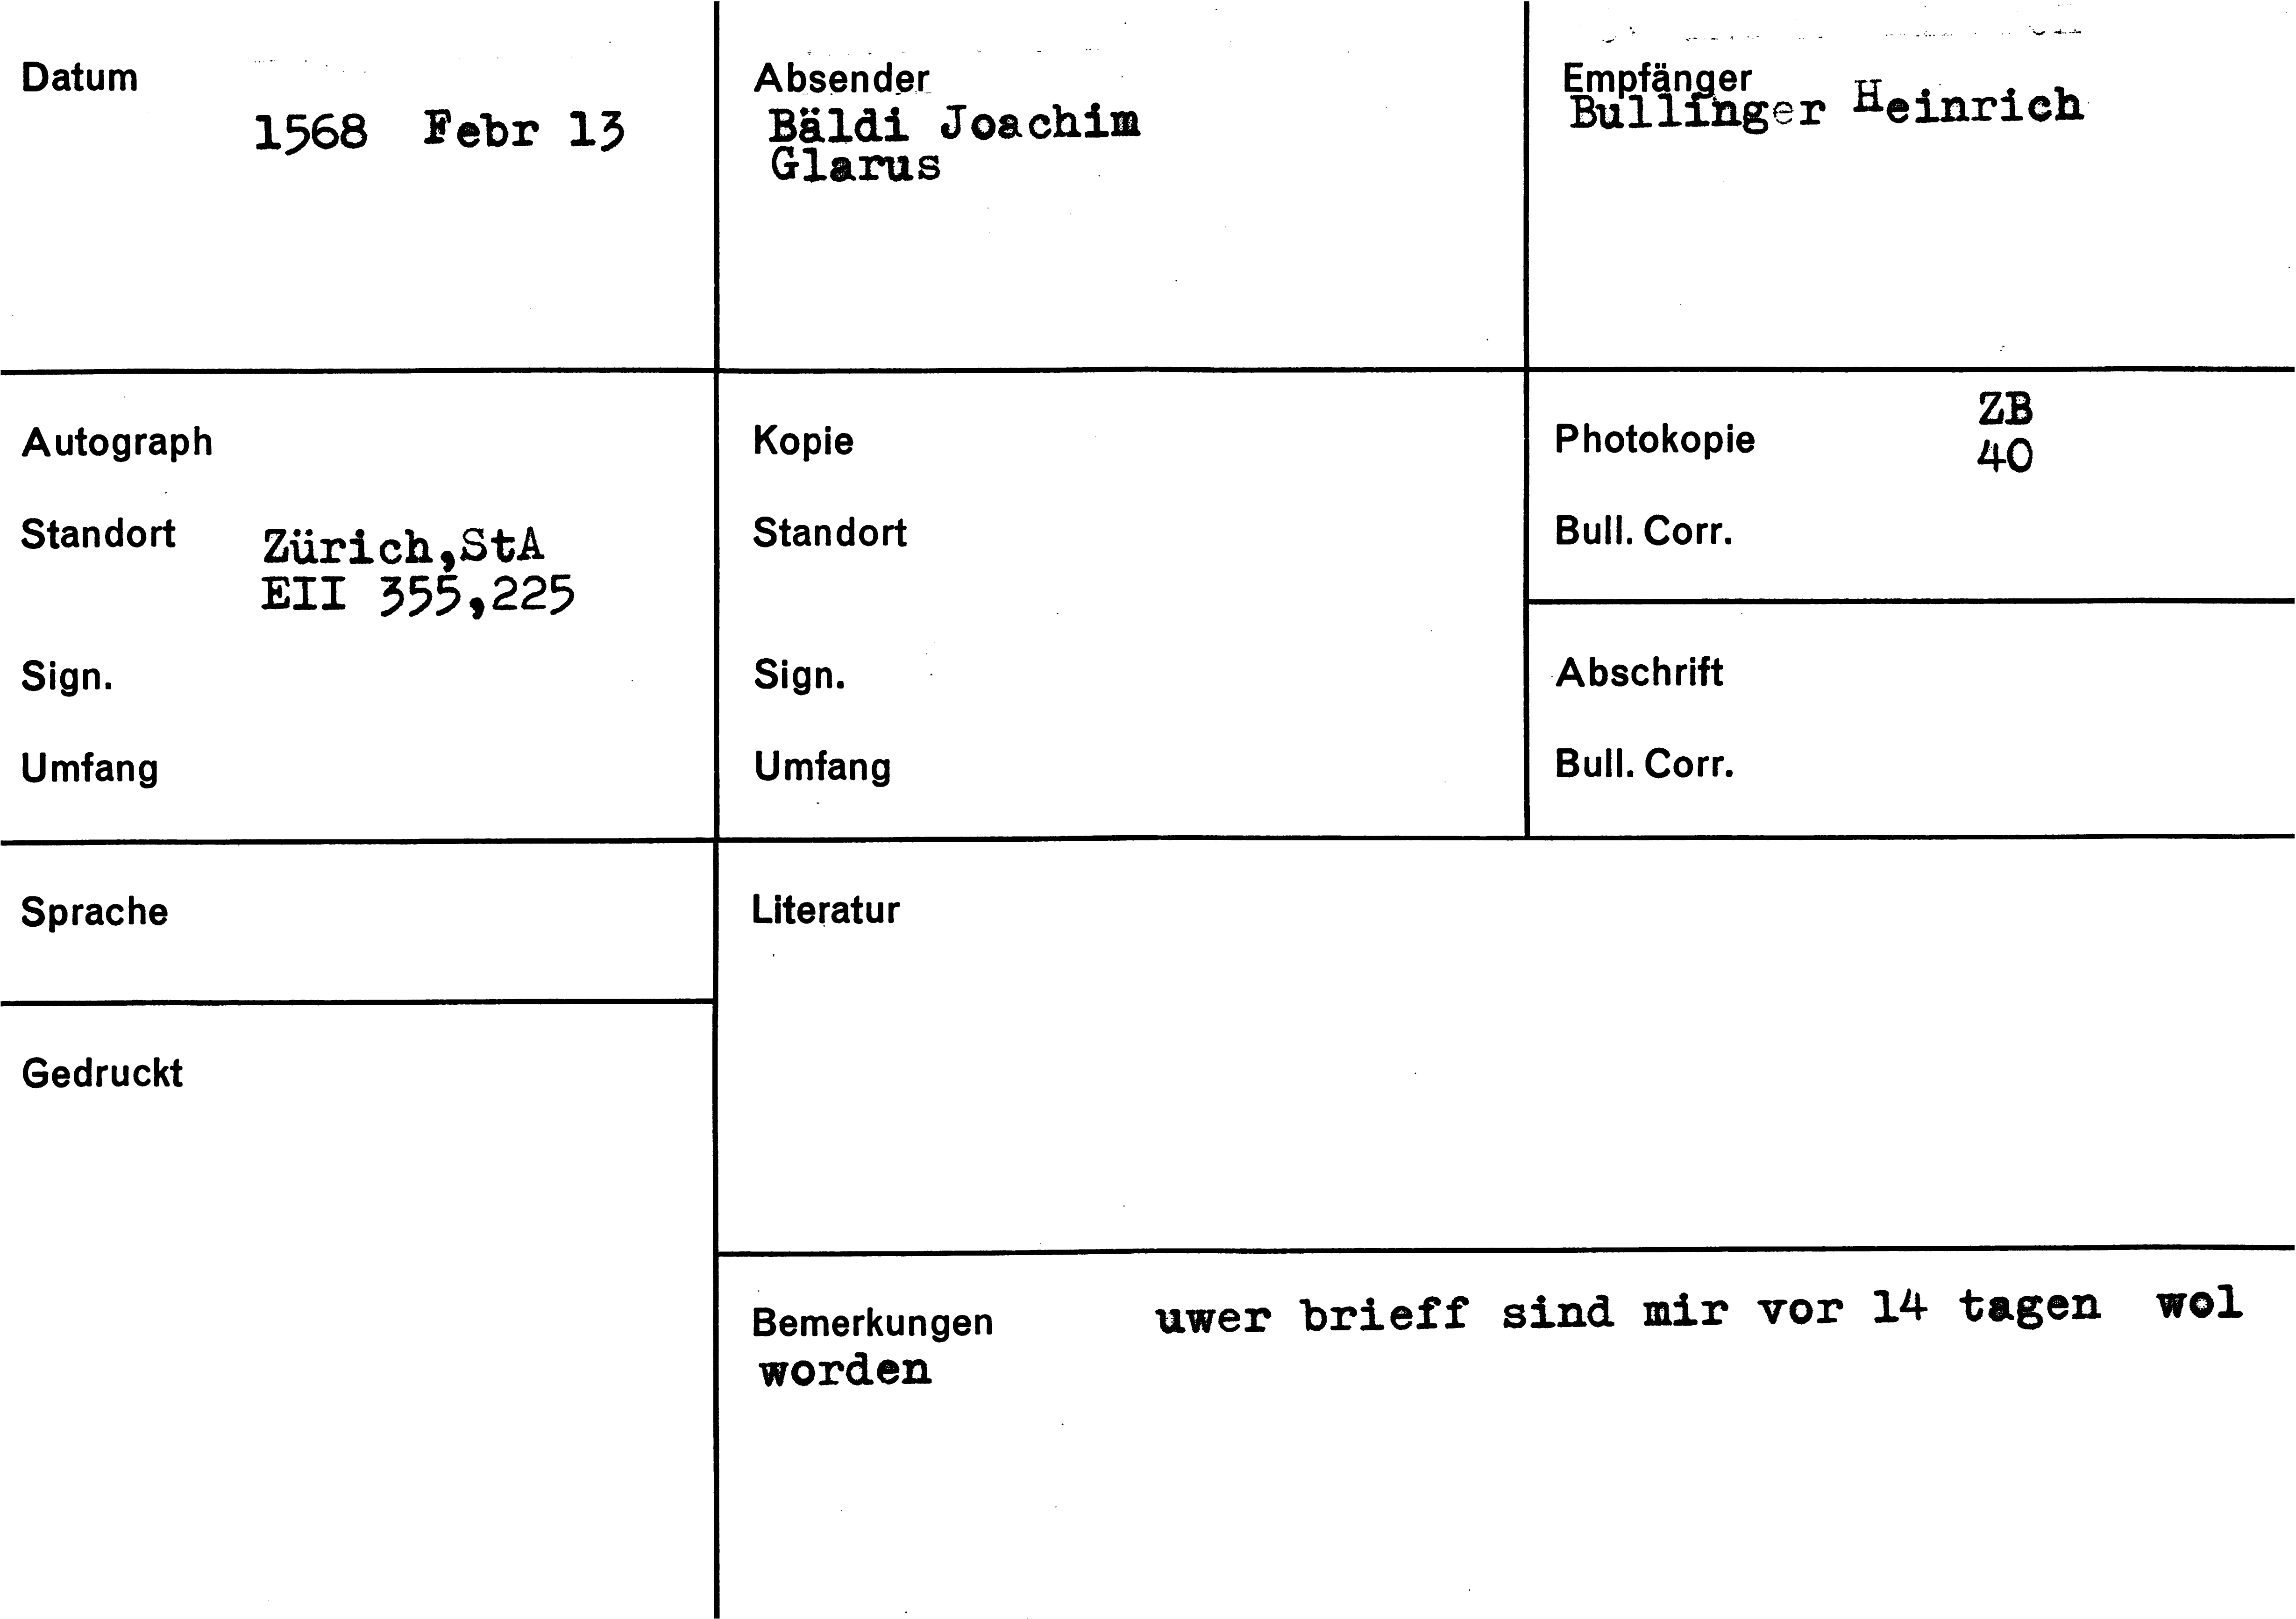 Datum
1568 Febr 13
Absender
Bäldi Joachim
Glarus
Empfänger
Bullinger Heinrich
Autograph
Standort Zürich,StA
EII 355,225
Sign.
Umfang
Kopie
Standort
Sign.
Umfang
Photokopie ZB
40
Bull. Corr.
Abschrift
Bull. Corr.
Sprache
Gedruckt
Literatur
Bemerkungen uwer brieff sind mir vor 14 tagen wol
worden